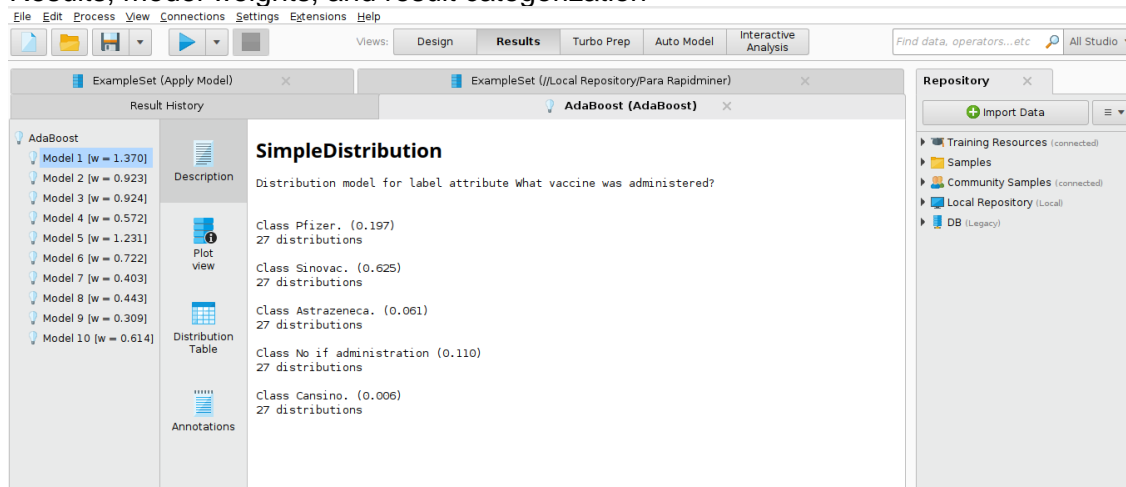 Results, model weights, and result categorization
File Edit Process View Connections Settings Extensions Help
Views: Design Results Turbo Prep Auto Model Interactive Analysis
Find data, operators...etc All Studio
ExampleSet (Apply Model)
ExampleSet (//Local Repository/Para Rapidminer)
Result History
AdaBoost (AdaBoost)
AdaBoost
Model 1 [w = 1.370]
Model 2 [w = 0.923]
Model 3 [w = 0.924]
Model 4 [w = 0.572]
Model 5 [w = 1.231]
Model 6 [w = 0.722]
Model 7 [w = 0.403]
Model 8 [w = 0.443]
Model 9 [w = 0.309]
Model 10 [w = 0.614]
Description
Plot
view
Distribution
Table
Annotations
SimpleDistribution
Distribution model for label attribute What vaccine was administered?
Class Pfizer. (0.197)
27 distributions
Class Sinovac. (0.625)
27 distributions
Class Astrazeneca. (0.061)
27 distributions
Class No if administration (0.110)
27 distributions
Class Cansino. (0.006)
27 distributions
Repository
Import Data
Training Resources (connected)
Samples
Community Samples (connected)
Local Repository (Local)
DB (Legacy)